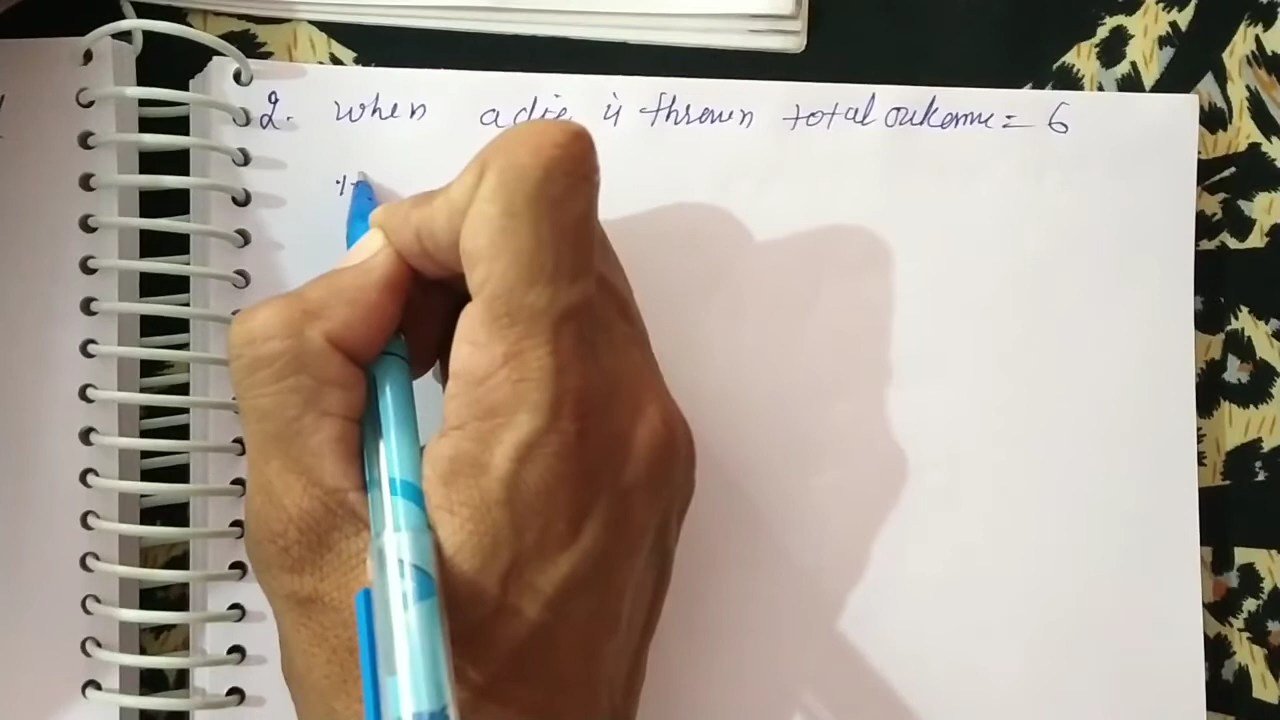 2. when a die is thrown total outcome = 6